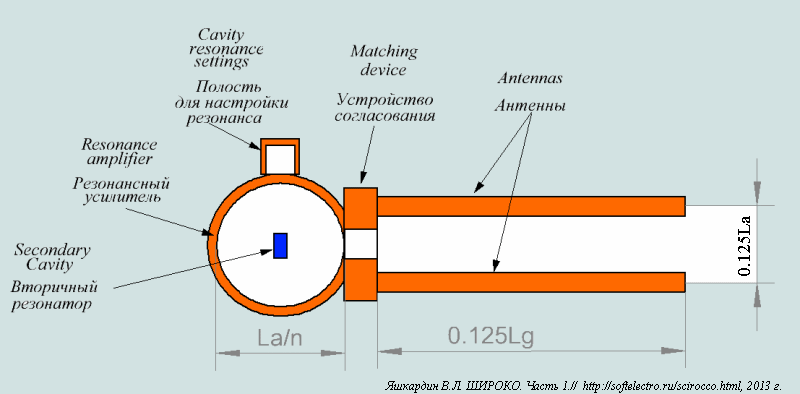 Cavity
resonance
settings
Полость
для настройки
резонанса
Matching
device
Устройство
согласования
Antennas
Антенны
Resonance
amplifier
Резонансный
усилитель
Secondary
Cavity
Вторичный
резонатор
La/n
0.125Lg
0.125La
Яшкардин В.Л. ШИРОКО. Часть 1.// http://softelectro.ru/scirocco.html, 2013 г.